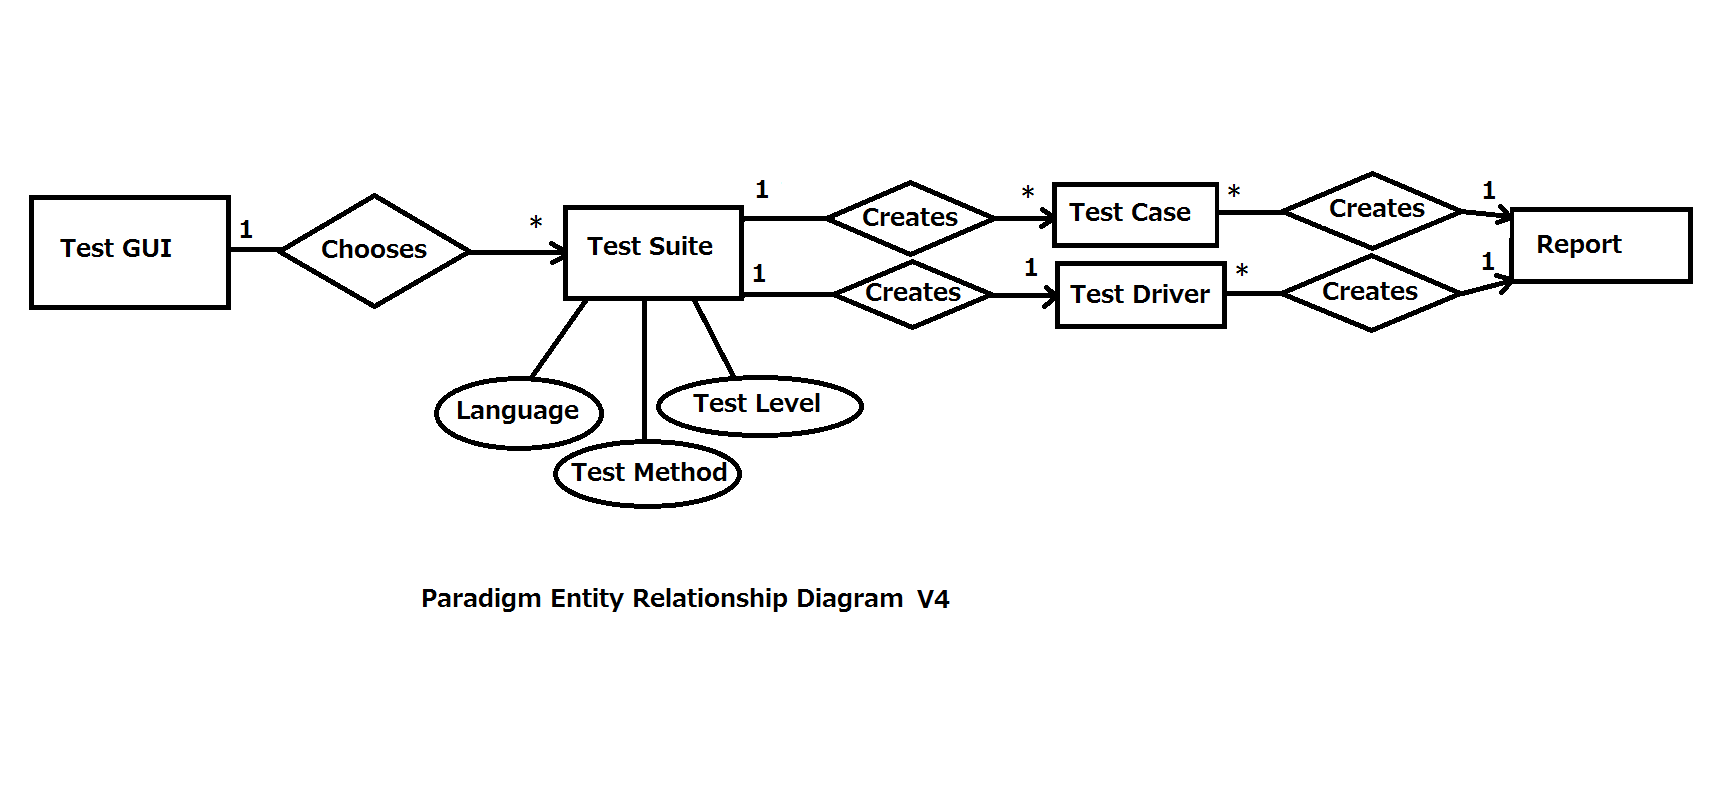 Test GUI
1
Chooses
*
Test Suite
1
Creates
*
Test Case
*
Creates
1
Report
1
Creates
1
Test Driver
*
Creates
1
Language
Test Method
Test Level
Paradigm Entity Relationship Diagram V4